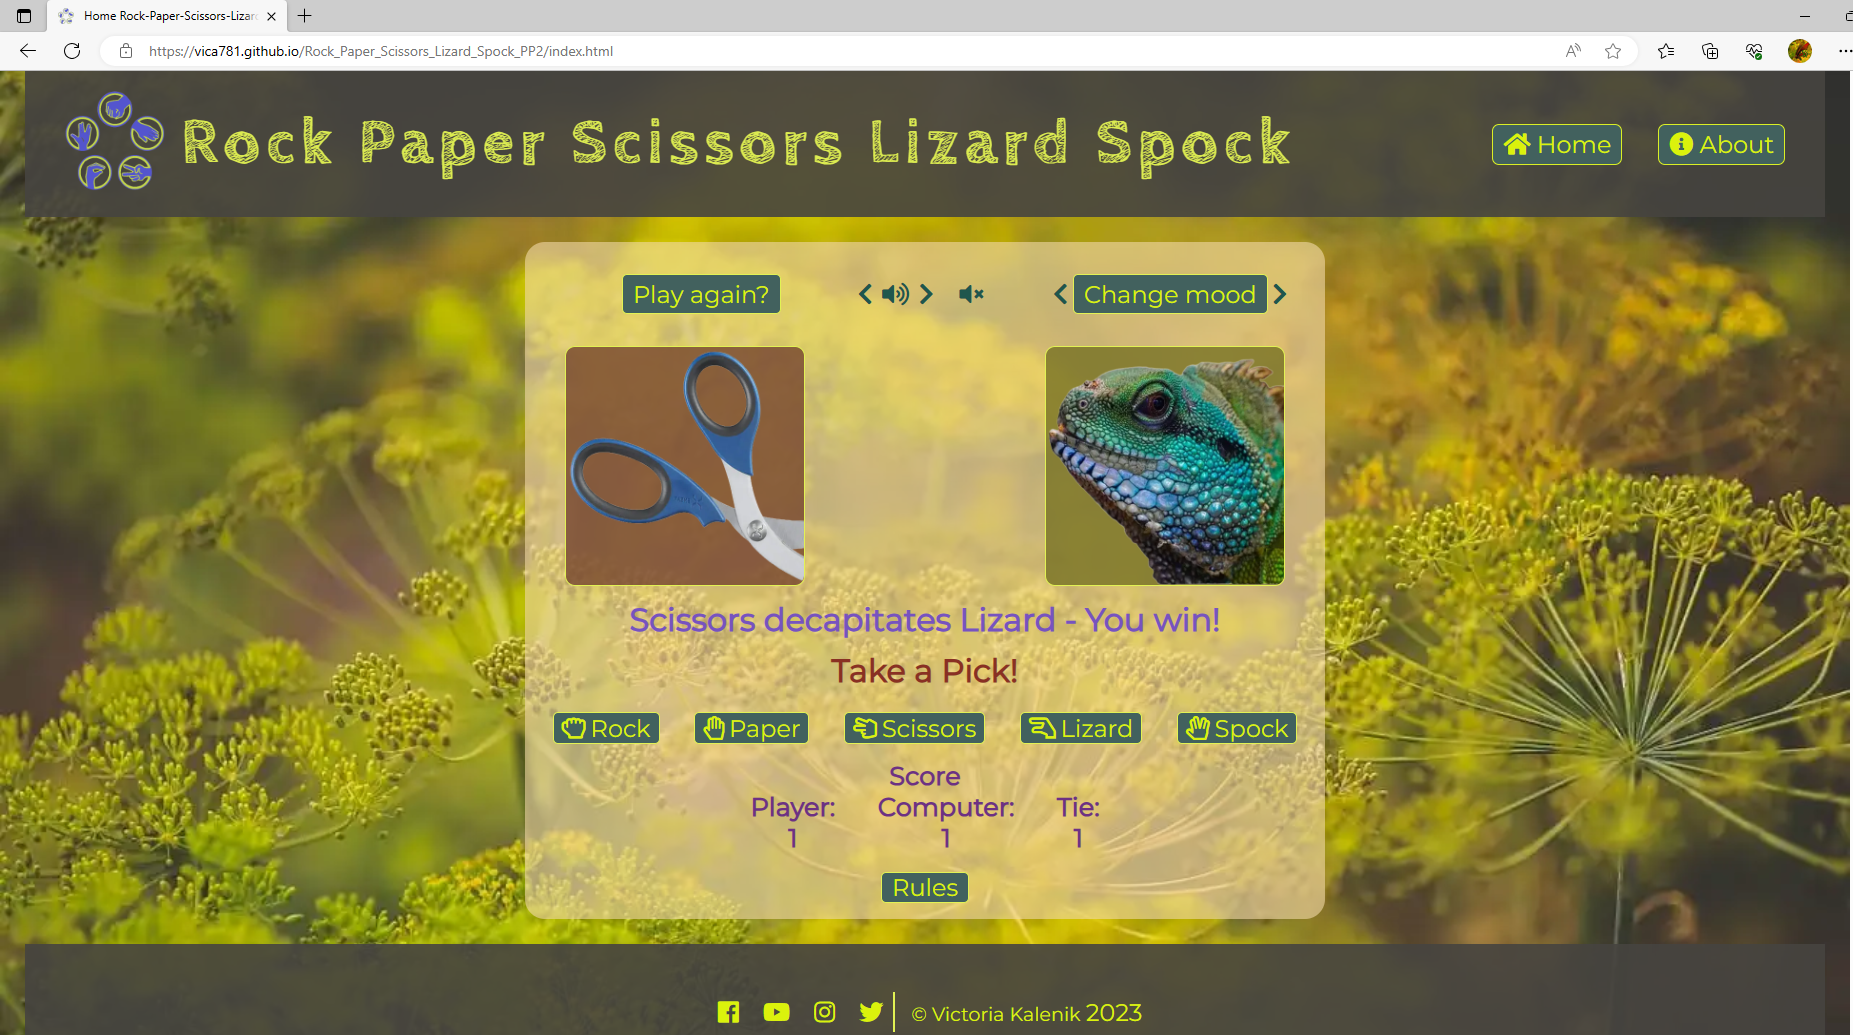 Home Rock-Paper-Scissors-Lizar
https://vica781.github.io/Rock_Paper_Scissors_Lizard_Spock_PP2/index.html
Rock Paper Scissors Lizard Spock
Home
About
Play again?
Change mood
Scissors decapitates Lizard - You win!
Take a Pick!
Rock Paper Scissors Lizard Spock
Score
Player: Computer: Tie:
1 1 1
Rules
© Victoria Kalenik 2023